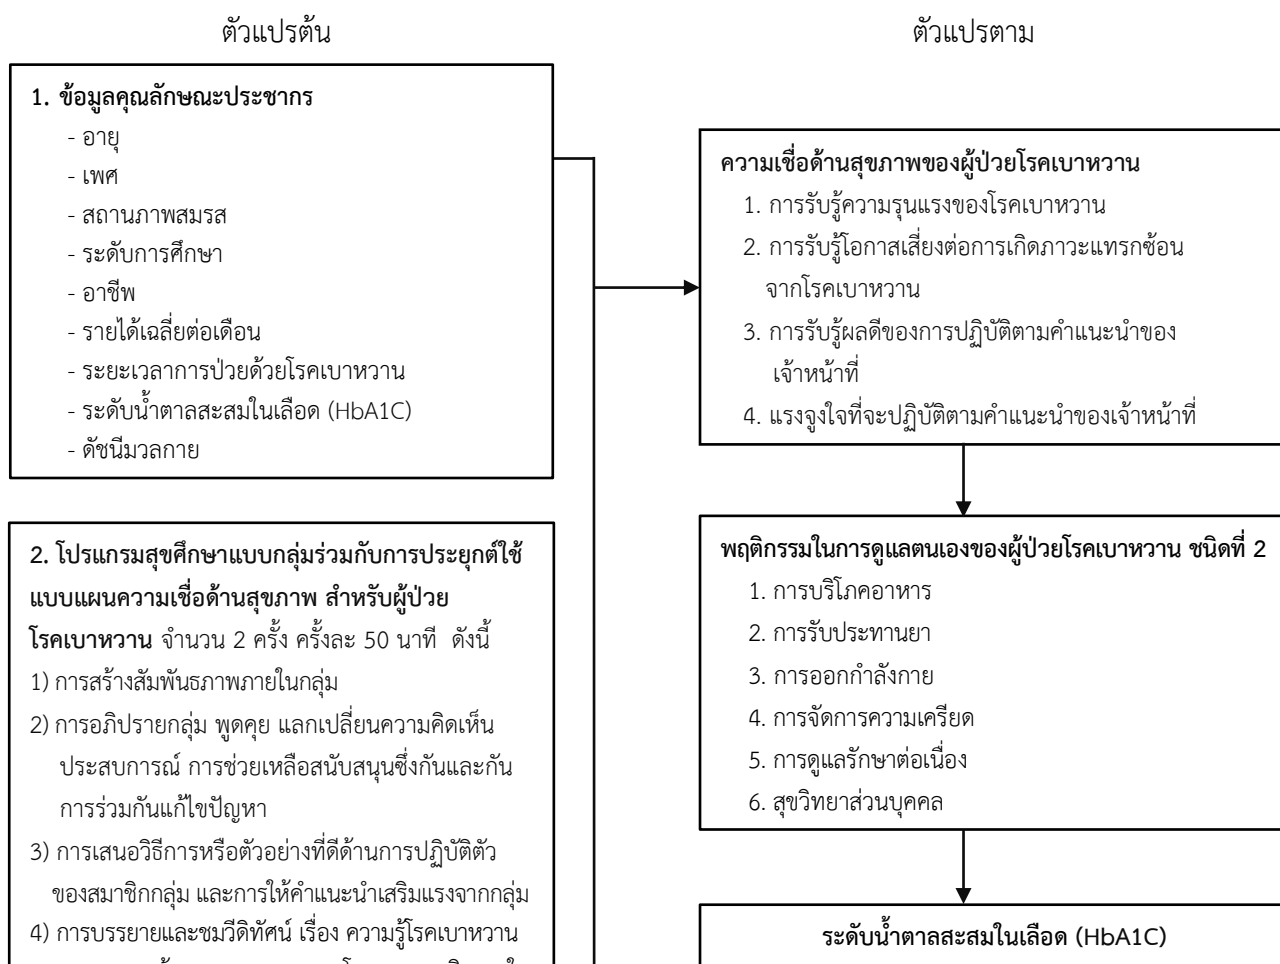 ตัวแปรต้น
ตัวแปรตาม
1. ข้อมูลคุณลักษณะประชากร
- อายุ
- เพศ
- สถานภาพสมรส
- ระดับการศึกษา
- อาชีพ
- รายได้เฉลี่ยต่อเดือน
- ระยะเวลาการป่วยด้วยโรคเบาหวาน
- ระดับน้ำตาลสะสมในเลือด (HbA1C)
- ดัชนีมวลกาย
2. โปรแกรมสุขศึกษาแบบกลุ่มร่วมกับการประยุกต์ใช้
แบบแผนความเชื่อด้านสุขภาพ สำหรับผู้ป่วย
โรคเบาหวาน จำนวน 2 ครั้ง ครั้งละ 50 นาที ดังนี้
1) การสร้างสัมพันธภาพภายในกลุ่ม
2) การอภิปรายกลุ่ม พูดคุย แลกเปลี่ยนความคิดเห็น
ประสบการณ์ การช่วยเหลือสนับสนุนซึ่งกันและกัน
การร่วมกันแก้ไขปัญหา
3) การเสนอวิธีการหรือตัวอย่างที่ดีด้านการปฏิบัติตัว
ของสมาชิกกลุ่ม และการให้คำแนะนำเสริมแรงจากกลุ่ม
4) การบรรยายและชมวีดิทัศน์ เรื่อง ความรู้โรคเบาหวาน
ความเชื่อด้านสุขภาพของผู้ป่วยโรคเบาหวาน
1. การรับรู้ความรุนแรงของโรคเบาหวาน
2. การรับรู้โอกาสเสี่ยงต่อการเกิดภาวะแทรกซ้อน
จากโรคเบาหวาน
3. การรับรู้ผลดีของการปฏิบัติตามคำแนะนำของ
เจ้าหน้าที่
4. แรงจูงใจที่จะปฏิบัติตามคำแนะนำของเจ้าหน้าที่
พฤติกรรมในการดูแลตนเองของผู้ป่วยโรคเบาหวาน ชนิดที่ 2
1. การบริโภคอาหาร
2. การรับประทานยา
3. การออกกำลังกาย
4. การจัดการความเครียด
5. การดูแลรักษาต่อเนื่อง
6. สุขวิทยาส่วนบุคคล
ระดับน้ำตาลสะสมในเลือด (HbA1C)